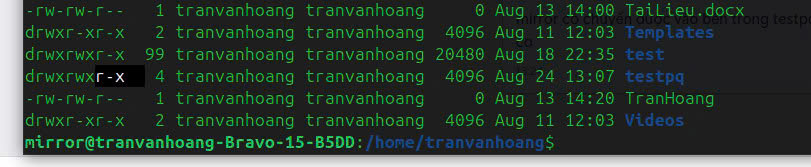 -rw-rw-r-- 1 tranvanhoang tranvanhoang 0 Aug 13 14:00 TaiLieu.docx
drwxr-xr-x 2 tranvanhoang tranvanhoang 4096 Aug 11 12:03 Templates
drwxrwxr-x 99 tranvanhoang tranvanhoang 20480 Aug 18 22:35 test
drwxrwxr-x 4 tranvanhoang tranvanhoang 4096 Aug 24 13:07 testpq
-rw-rw-r-- 1 tranvanhoang tranvanhoang 0 Aug 13 14:20 TranHoang
drwxr-xr-x 2 tranvanhoang tranvanhoang 4096 Aug 11 12:03 Videos
mirror@tranvanhoang-Bravo-15-B5DD:/home/tranvanhoang$